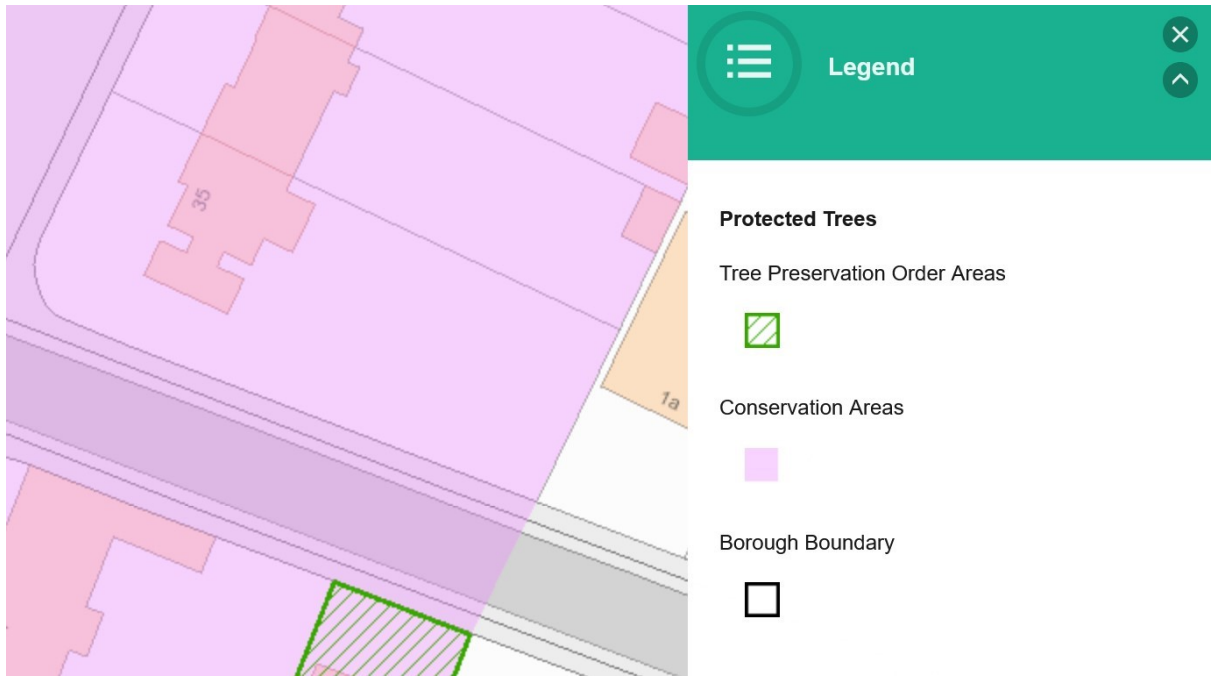 35
1a
Legend
Protected Trees
Tree Preservation Order Areas
Conservation Areas
Borough Boundary